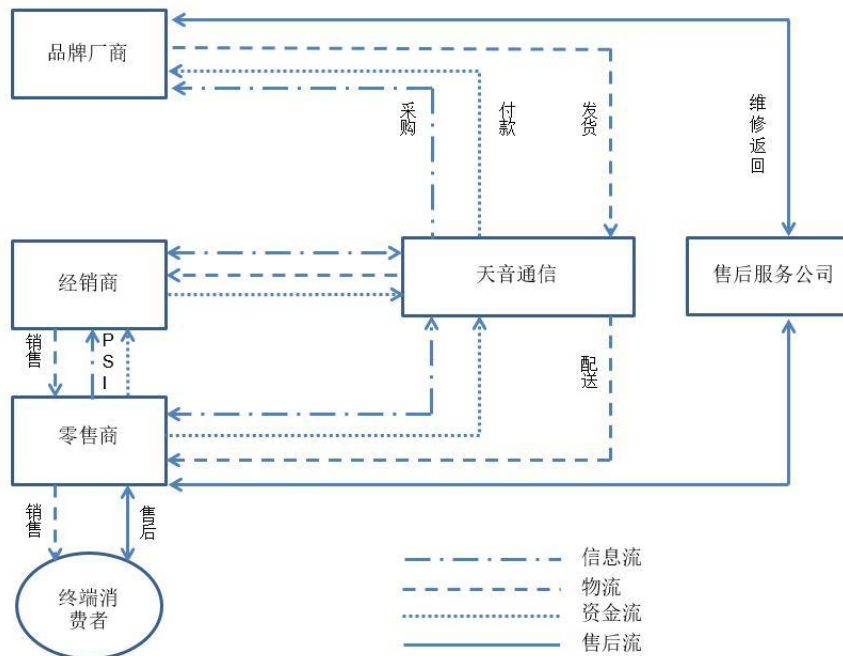 品牌厂商
采购
付款
发货
维修返回
经销商
天音通信
售后服务公司
销售
PSI
配送
零售商
销售
售后
终端消
费者
信息流
物流
资金流
售后流